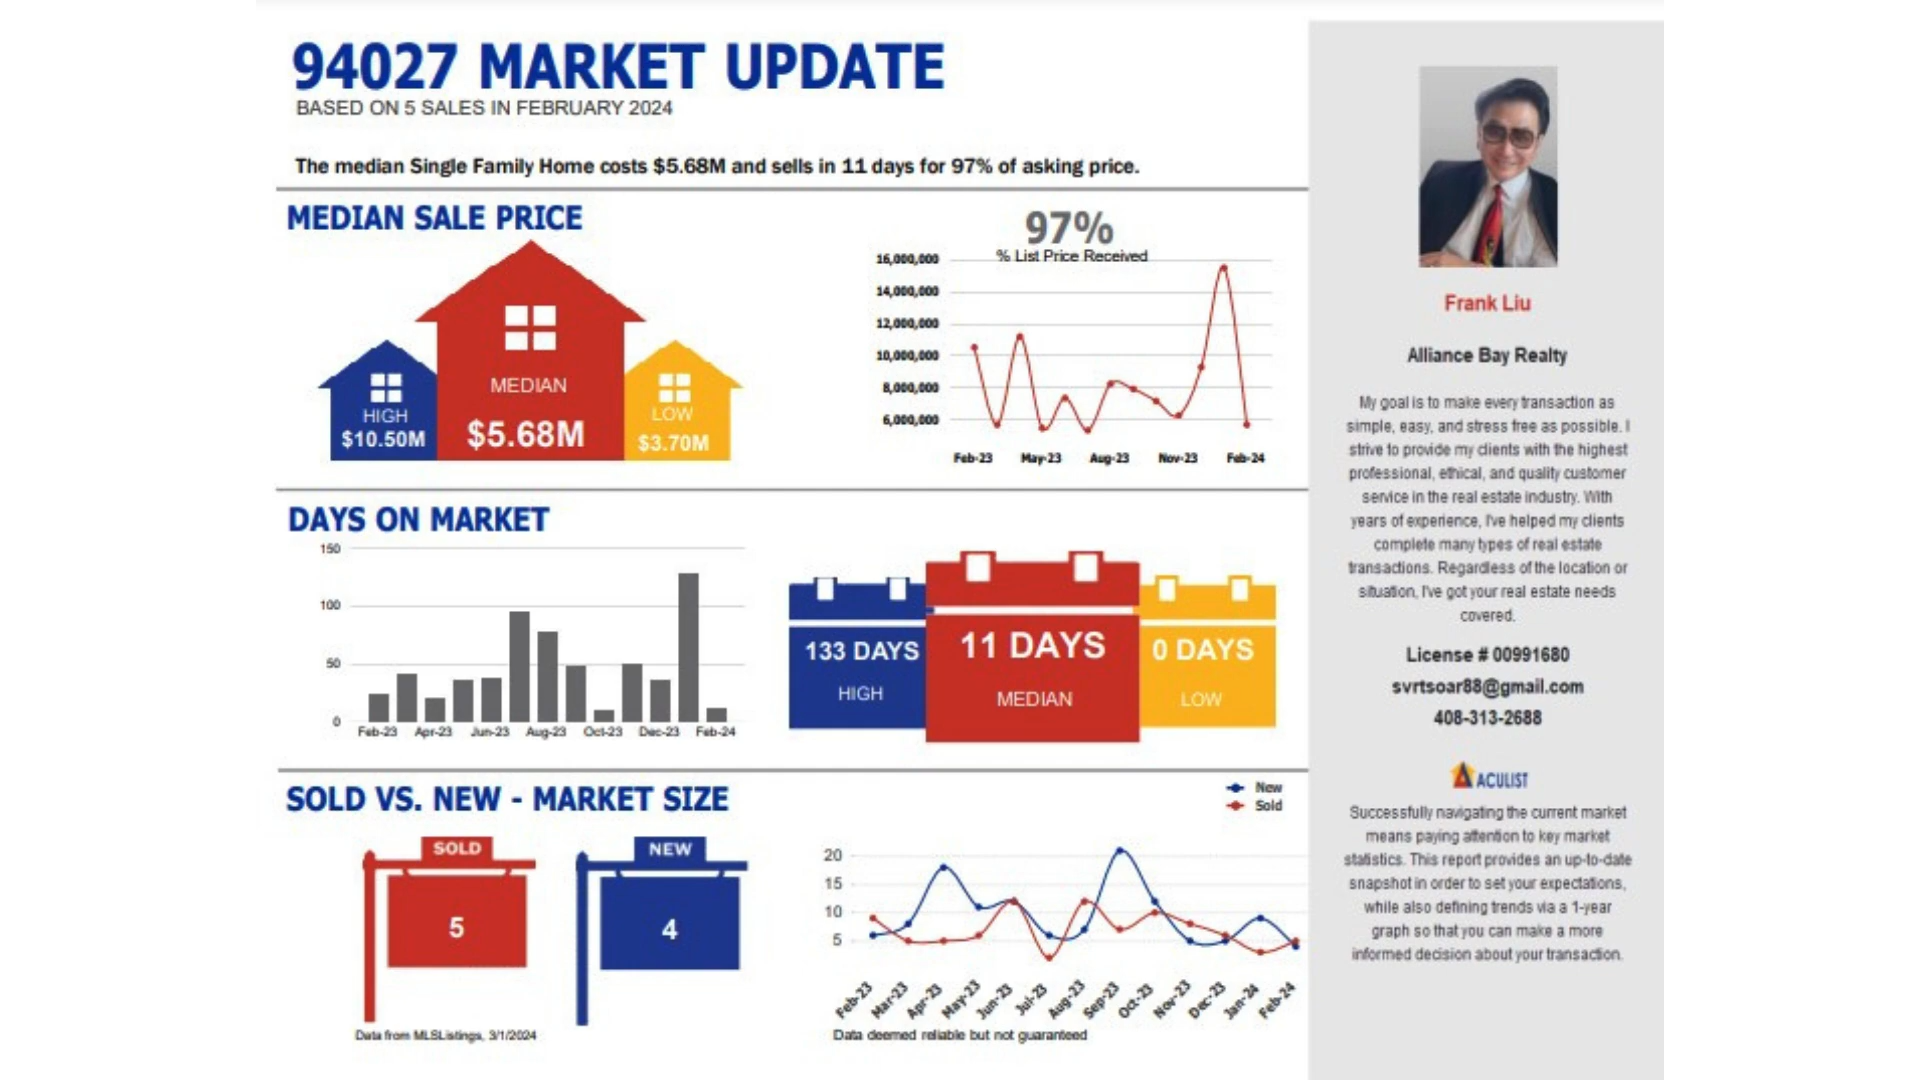 94027 MARKET UPDATE
BASED ON 5 SALES IN FEBRUARY 2024
The median Single Family Home costs $5.68M and sells in 11 days for 97% of asking price.
MEDIAN SALE PRICE
HIGH
$10.50M
MEDIAN
$5.68M
LOW
$3.70M
97%
% List Price Received
16,000,000
14,000,000
12,000,000
10,000,000
8,000,000
6,000,000
Feb-23 May-23 Aug-23 Nov-23 Feb-24
DAYS ON MARKET
150
100
50
0
Feb-23 Apr-23 Jun-23 Aug-23 Oct-23 Dec-23 Feb-24
133 DAYS
HIGH
11 DAYS
MEDIAN
0 DAYS
LOW
SOLD VS. NEW - MARKET SIZE
SOLD
5
NEW
4
New
Sold
20
15
10
5
Feb-23 Mar-23 Apr-23 May-23 Jun-23 Jul-23 Aug-23 Sep-23 Oct-23 Nov-23 Dec-23 Jan-24 Feb-24
Data from MLSListings, 3/1/2024
Data deemed reliable but not guaranteed
Frank Liu
Alliance Bay Realty
My goal is to make every transaction as
simple, easy, and stress free as possible. I
strive to provide my clients with the highest
professional, ethical, and quality customer
service in the real estate industry. With
years of experience, I've helped my clients
complete many types of real estate
transactions. Regardless of the location or
situation, I've got your real estate needs
covered.
License # 00991680
svrtsoar88@gmail.com
408-313-2688
ACULIST
Successfully navigating the current market
means paying attention to key market
statistics. This report provides an up-to-date
snapshot in order to set your expectations,
while also defining trends via a 1-year
graph so that you can make a more
informed decision about your transaction.